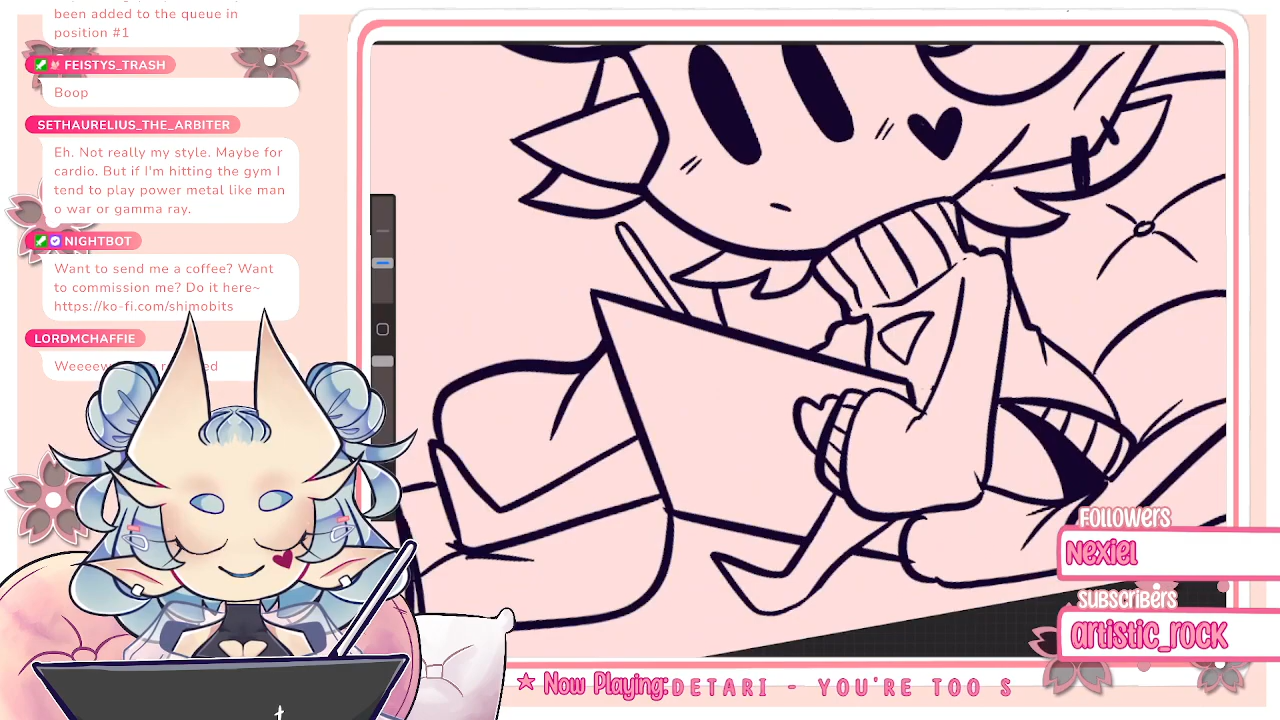 been added to the queue in
position #1
FEISTYS_TRASH
Boop
SETHAURELIUS_THE_ARBITER
Eh. Not really my style. Maybe for
cardio. But if I'm hitting the gym I
tend to play power metal like man
o war or gamma ray.
NIGHTBOT
Want to send me a coffee? Want
to commission me? Do it here~
https://ko-fi.com/shimobits
LORDMCHAFFIE
Followers
Nexiel
Subscribers
artistic_rock
Now Playing: DETARI - YOU'RE TOO S